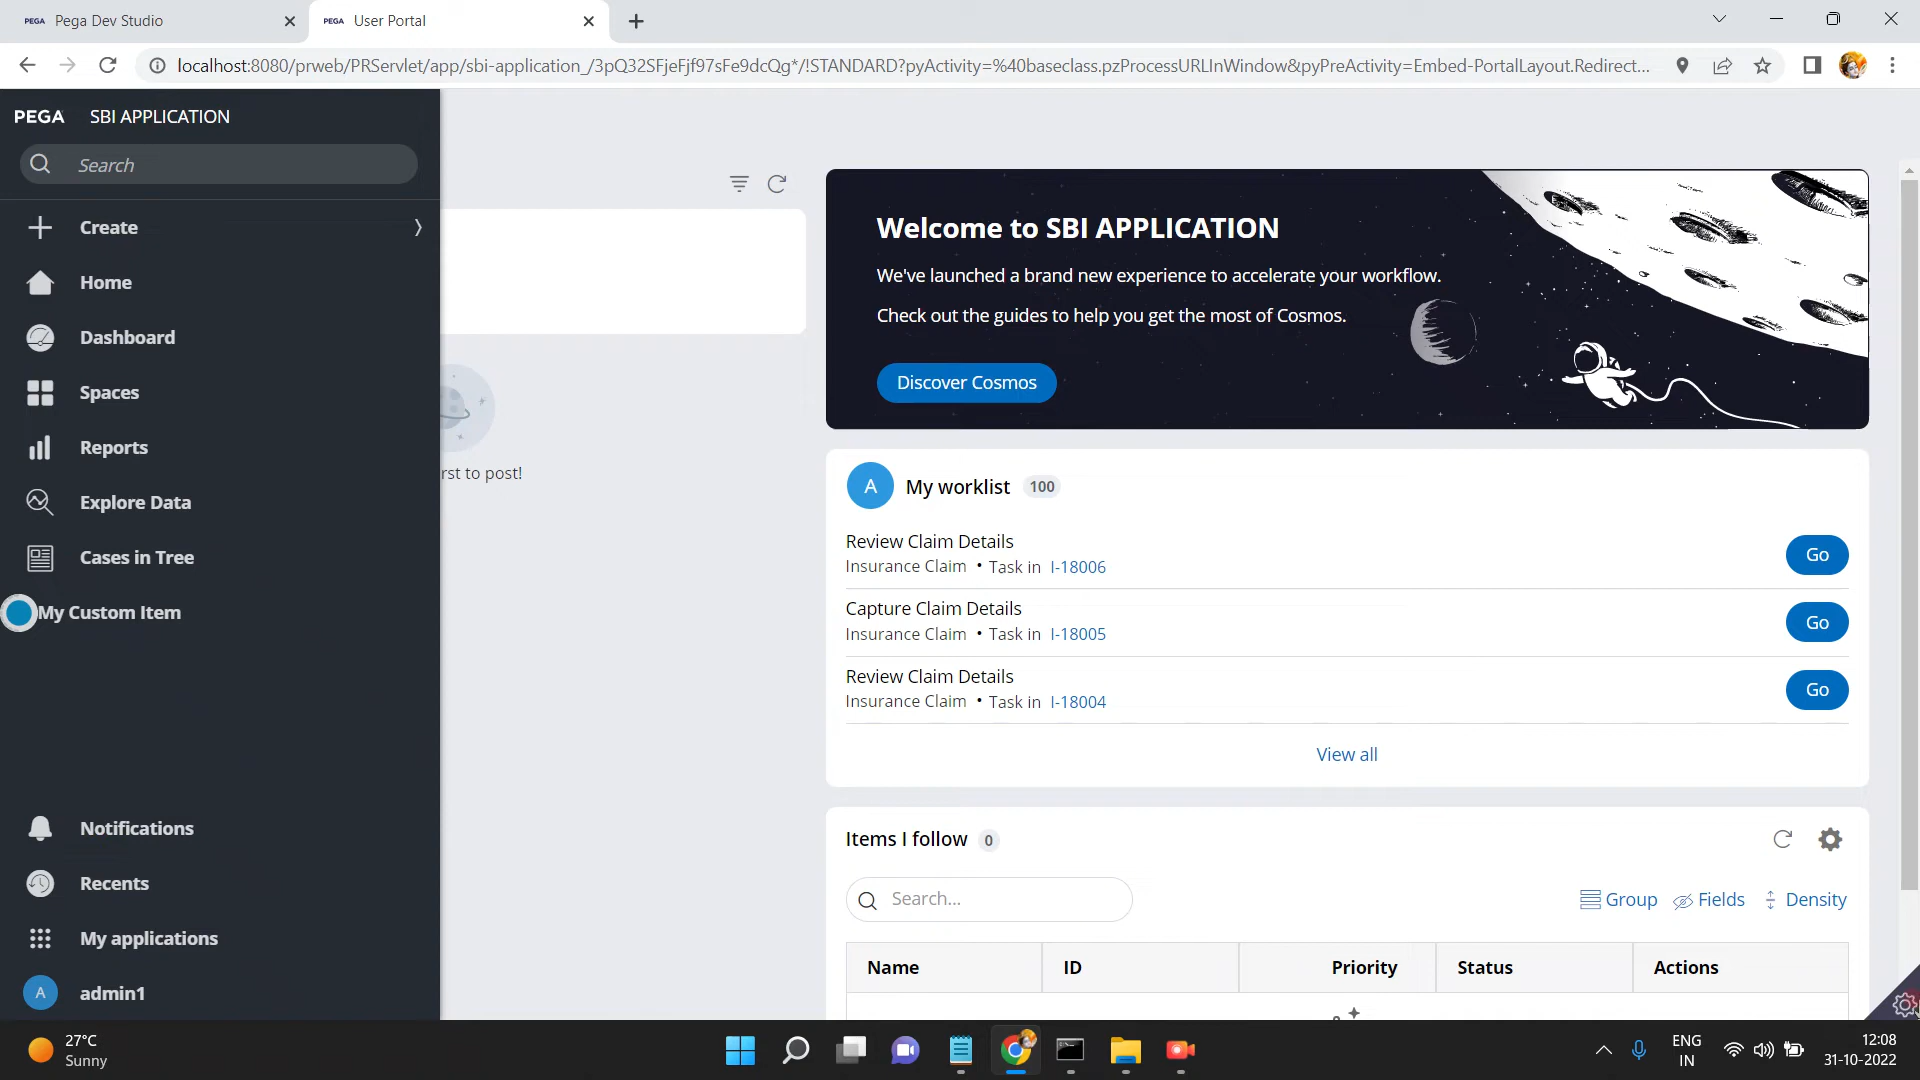 PEGA Pega Dev Studio
PEGA User Portal
localhost:8080/prweb/PRServlet/app/sbi-application_/3pQ32SFjeFjf97sFe9dcQg*/!STANDARD?pyActivity=%40baseclass.pzProcessURLInWindow&pyPreActivity=Embed-PortalLayout.Redirect...
PEGA SBI APPLICATION
Search
Create
Home
Dashboard
Spaces
Reports
Explore Data
Cases in Tree
My Custom Item
Notifications
Recents
My applications
A admin1
rst to post!
Welcome to SBI APPLICATION
We've launched a brand new experience to accelerate your workflow.
Check out the guides to help you get the most of Cosmos.
Discover Cosmos
A My worklist 100
Review Claim Details
Insurance Claim • Task in I-18006
Go
Capture Claim Details
Insurance Claim • Task in I-18005
Go
Review Claim Details
Insurance Claim • Task in I-18004
Go
View all
Items I follow 0
Search...
Group Fields Density
Name ID Priority Status Actions
27°C
Sunny
ENG
IN
12:08
31-10-2022